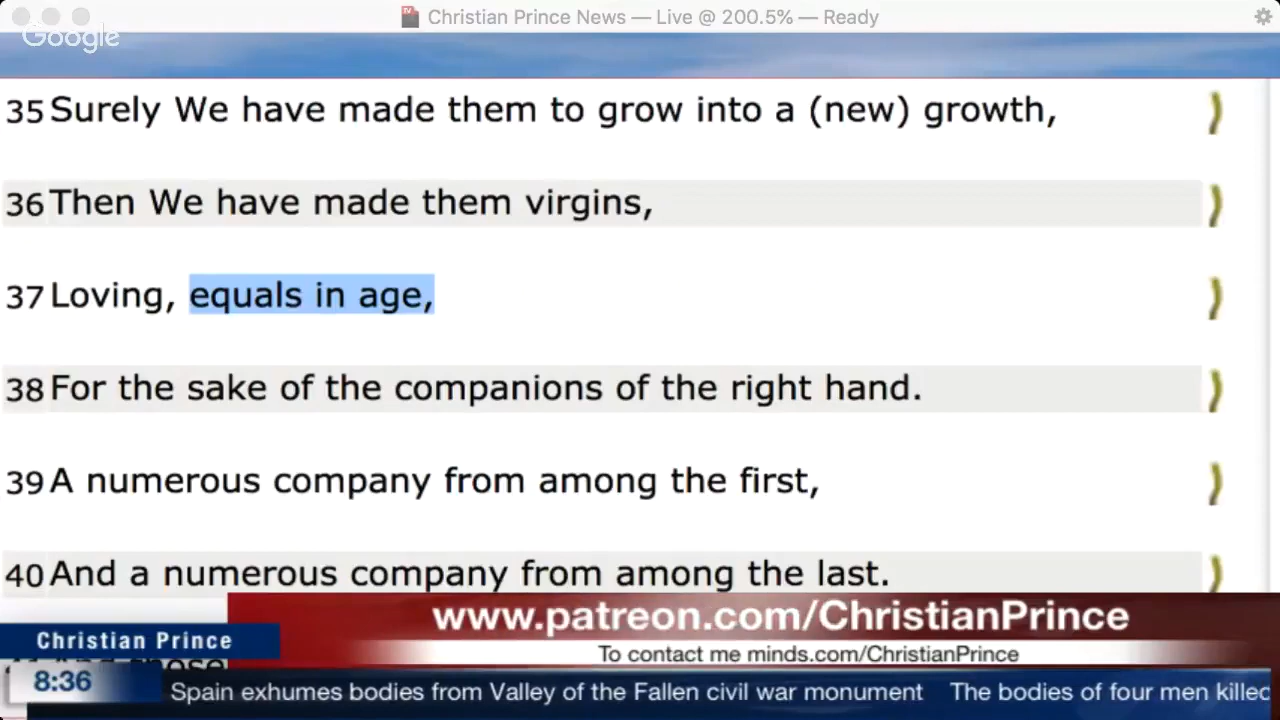 Christian Prince News — Live @ 200.5% — Ready
Google
35 Surely We have made them to grow into a (new) growth,
36 Then We have made them virgins,
37 Loving, equals in age,
38 For the sake of the companions of the right hand.
39 A numerous company from among the first,
40 And a numerous company from among the last.
www.patreon.com/ChristianPrince
Christian Prince
To contact me minds.com/ChristianPrince
8:36
Spain exhumes bodies from Valley of the Fallen civil war monument The bodies of four men killed